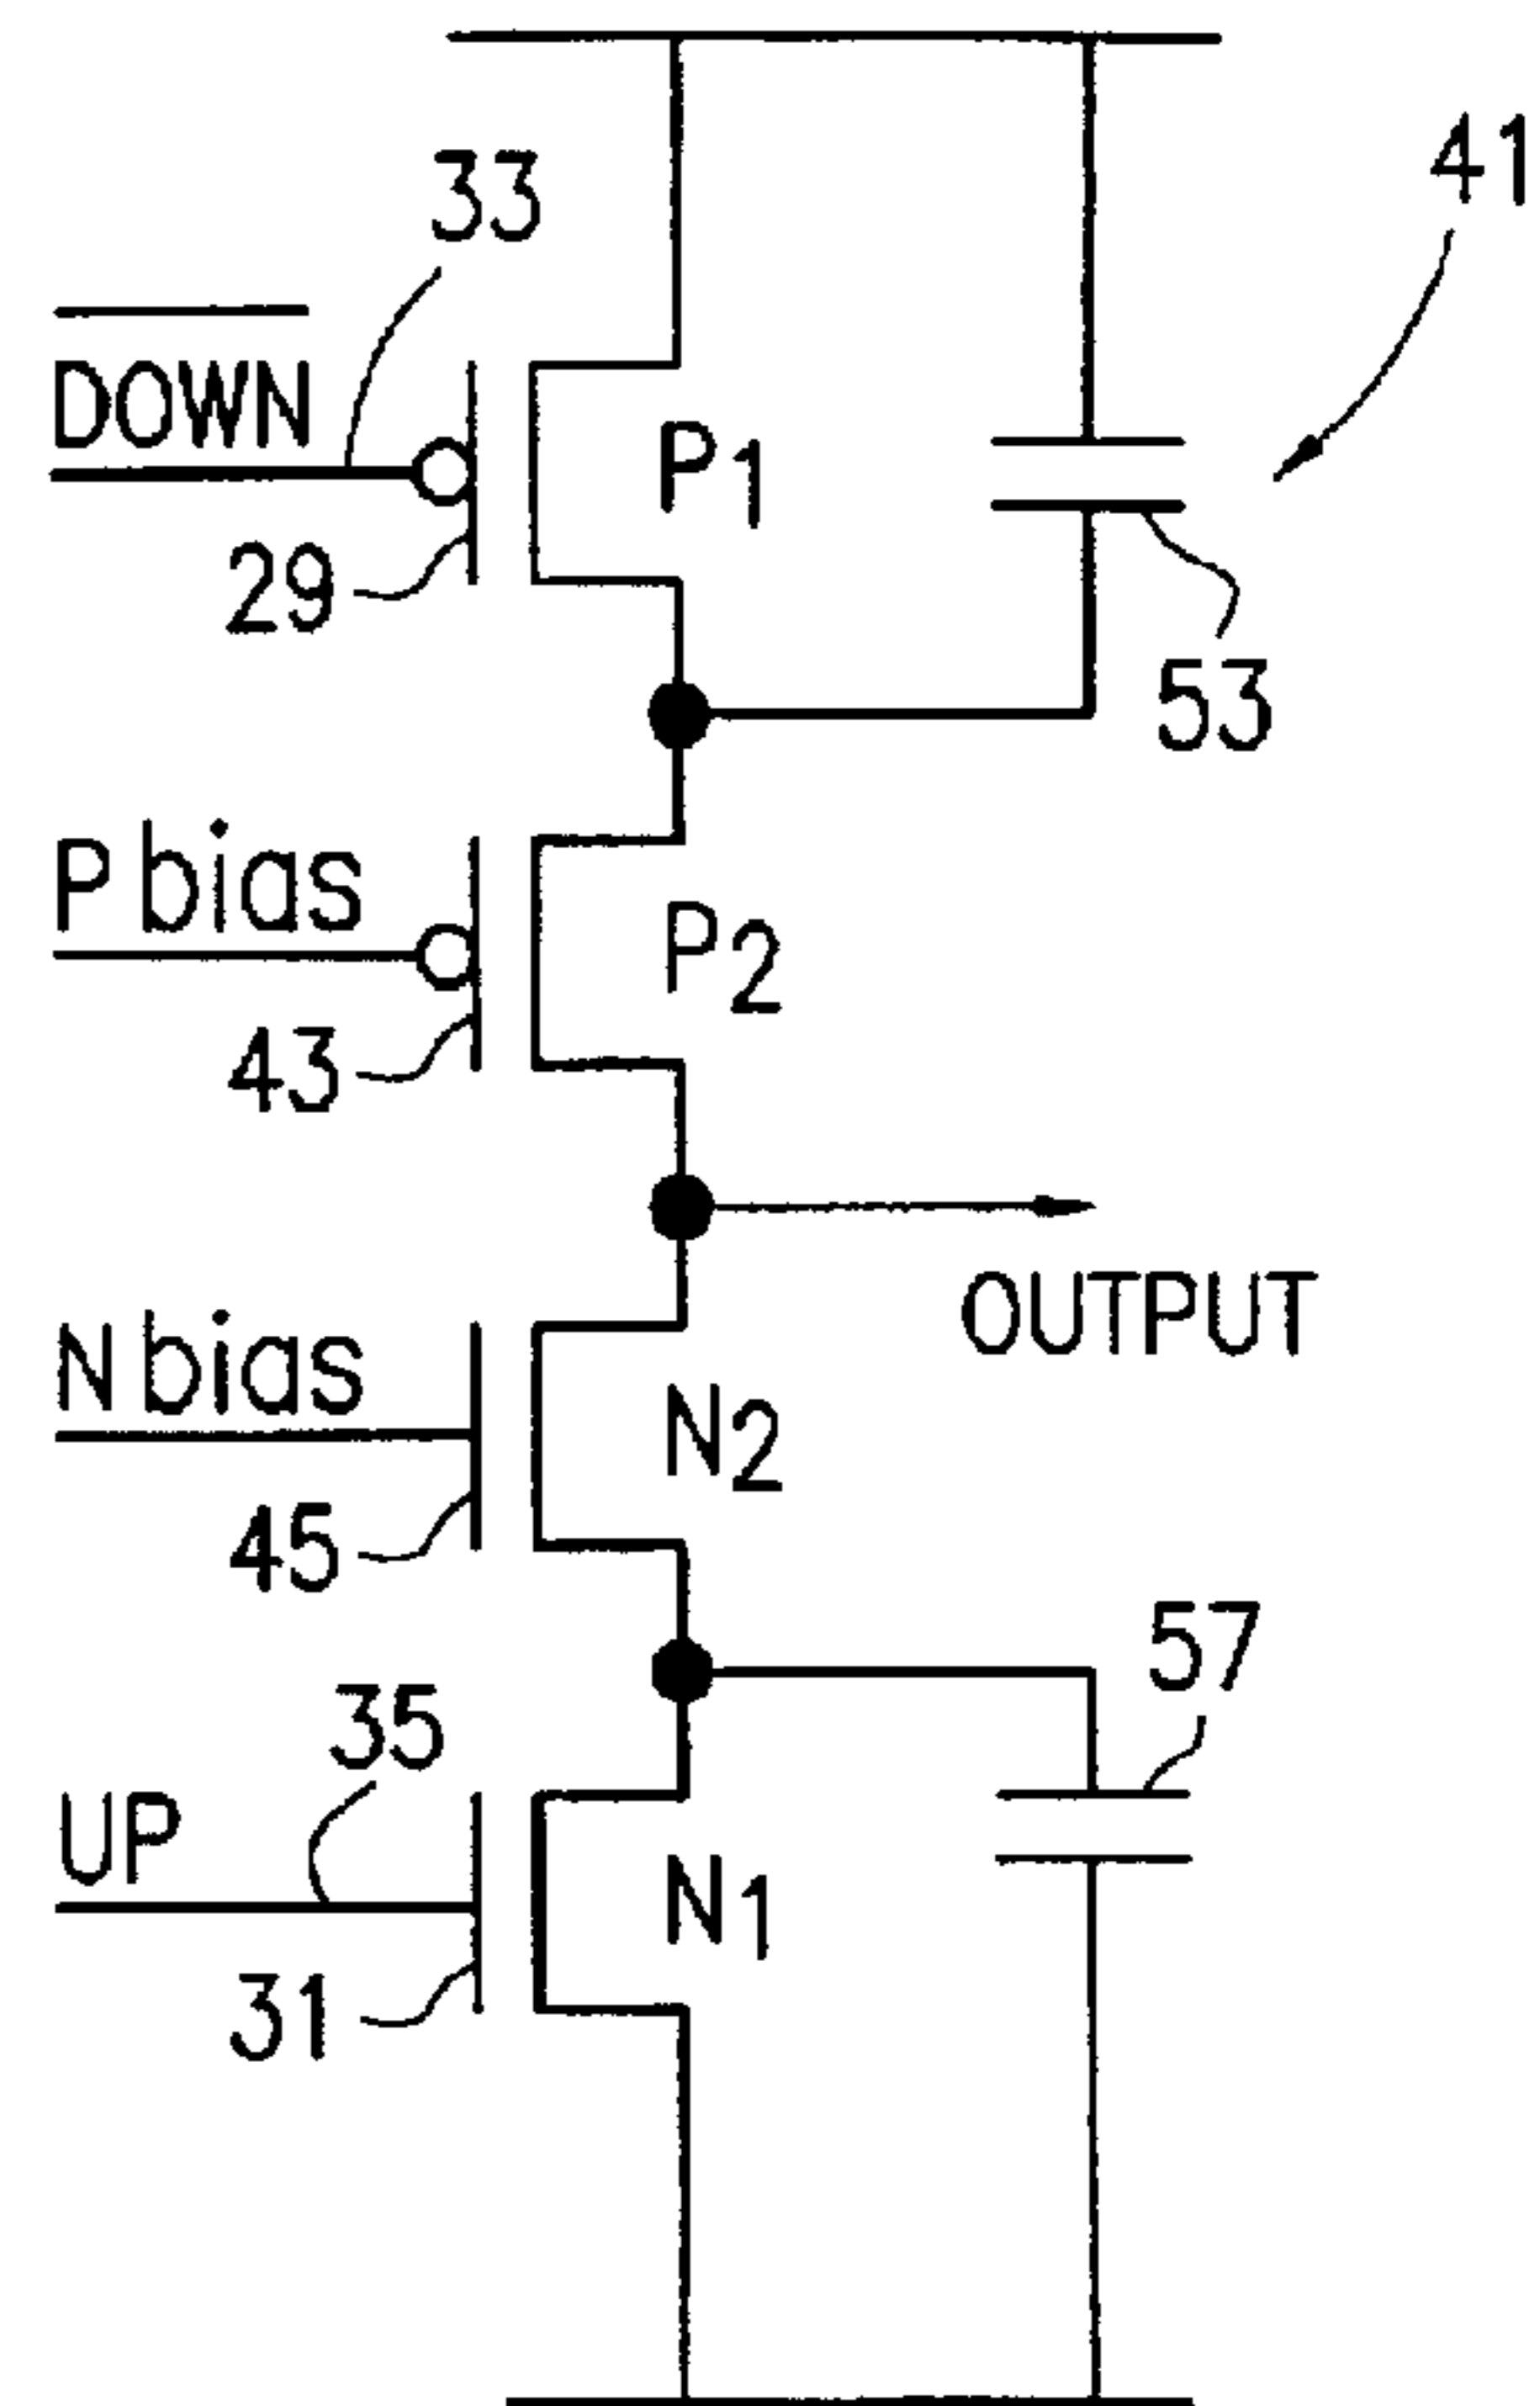 41
33
DOWN
P1
29
53
P bias
P2
43
OUTPUT
N bias
N2
45
57
35
UP
N1
31